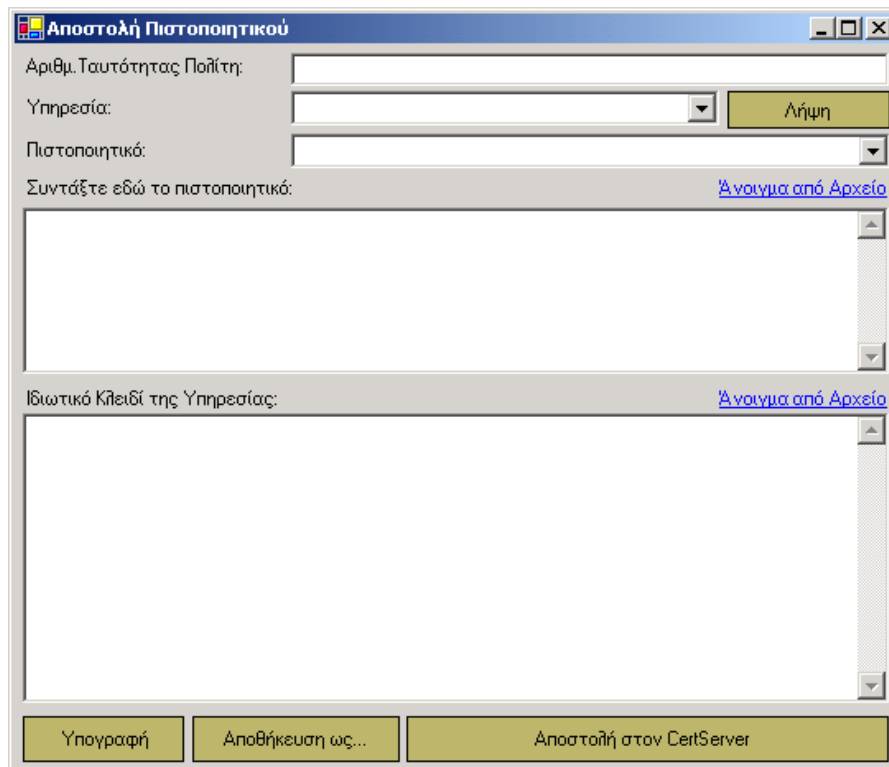 Αποστολή Πιστοποιητικού
Αριθμ.Ταυτότητας Πολίτη:
Υπηρεσία:
Λήψη
Πιστοποιητικό:
Συντάξτε εδώ το πιστοποιητικό: Άνοιγμα από Αρχείο
Ιδιωτικό Κλειδί της Υπηρεσίας: Άνοιγμα από Αρχείο
Υπογραφή Αποθήκευση ως... Αποστολή στον CertServer